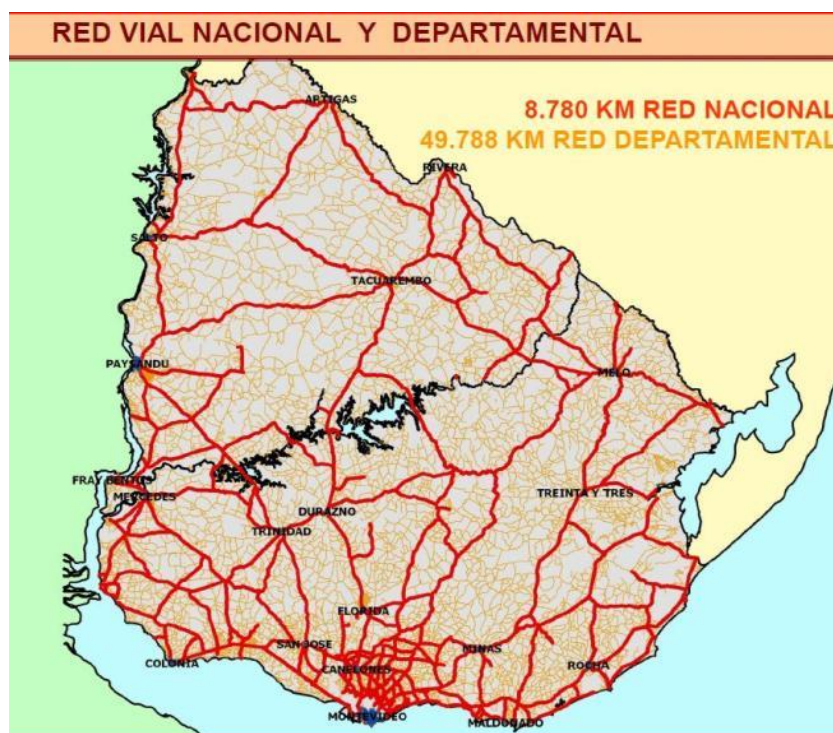 RED VIAL NACIONAL Y DEPARTAMENTAL
8.780 KM RED NACIONAL
49.788 KM RED DEPARTAMENTAL
ARTIGAS
RIVERA
SALTO
TACUAREMBO
PAYSANDU
MELO
FRAY BENTOS
MERCEDES
TREINTA Y TRES
DURAZNO
TRINIDAD
FLORIDA
SAN JOSE
MINAS
COLONIA
CANELONES
ROCHA
MONTEVIDEO
MALDONADO